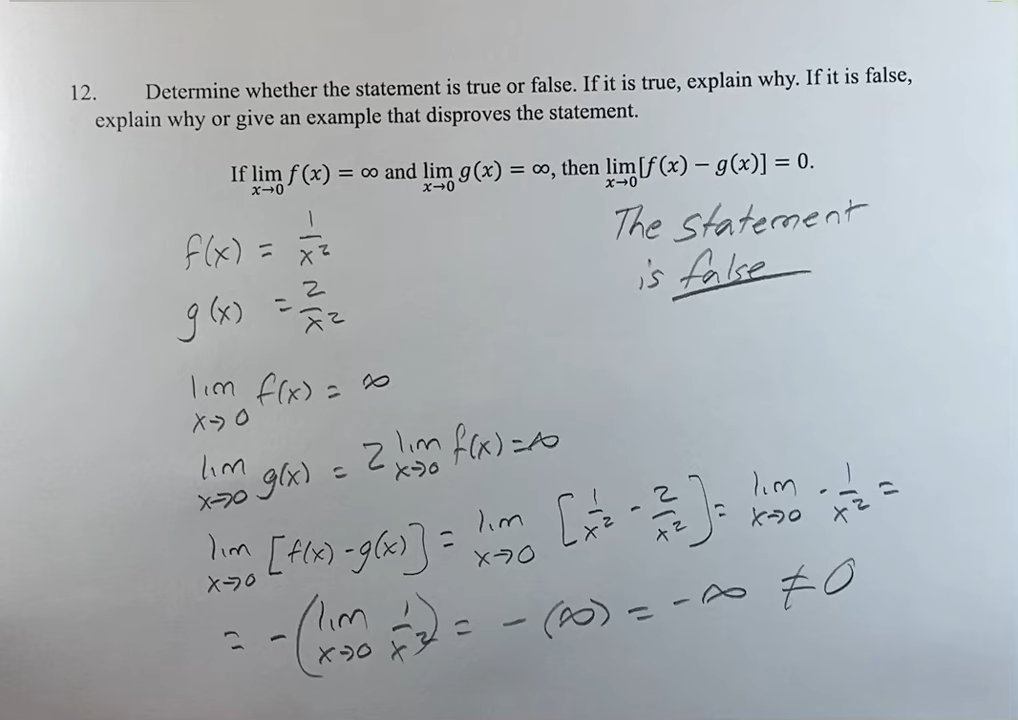 12. Determine whether the statement is true or false. If it is true, explain why. If it is false,
explain why or give an example that disproves the statement.
If lim_{x→0} f(x) = ∞ and lim_{x→0} g(x) = ∞, then lim_{x→0} [f(x) − g(x)] = 0.
The statement
is false
f(x) = 1/x²
g(x) = 2/x²
lim_{x→0} f(x) = ∞
lim_{x→0} g(x) = 2 lim_{x→0} f(x) = ∞
lim_{x→0} [f(x) - g(x)] = lim_{x→0} [1/x² - 2/x²] = lim_{x→0} - 1/x² =
= - (lim_{x→0} 1/x²) = - (∞) = - ∞ ≠ 0